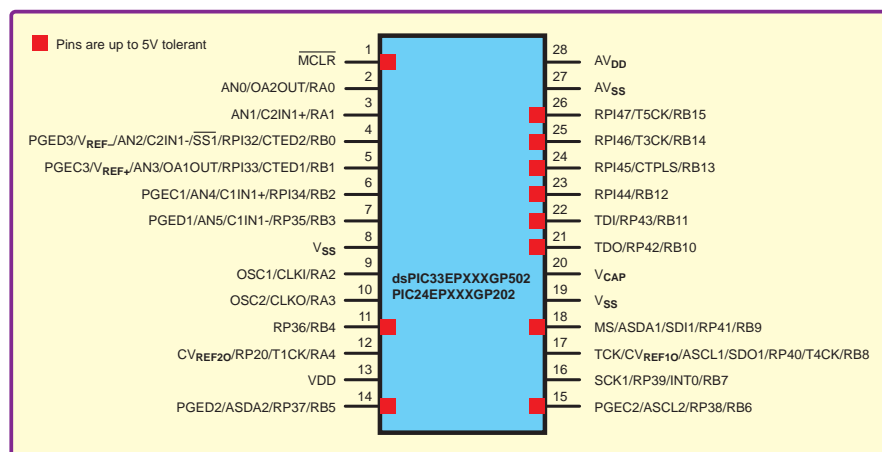 Pins are up to 5V tolerant
1
MCLR
2
AN0/OA2OUT/RA0
3
AN1/C2IN1+/RA1
4
PGED3/VREF-/AN2/C2IN1-/SS1/RPI32/CTED2/RB0
5
PGEC3/VREF+/AN3/OA1OUT/RPI33/CTED1/RB1
6
PGEC1/AN4/C1IN1+/RPI34/RB2
7
PGED1/AN5/C1IN1-/RP35/RB3
8
VSS
9
OSC1/CLKI/RA2
10
OSC2/CLKO/RA3
11
RP36/RB4
12
CVREF2O/RP20/T1CK/RA4
13
VDD
14
PGED2/ASDA2/RP37/RB5
dsPIC33EPXXXGP502
PIC24EPXXXGP202
28
AVDD
27
AVSS
26
RPI47/T5CK/RB15
25
RPI46/T3CK/RB14
24
RPI45/CTPLS/RB13
23
RPI44/RB12
22
TDI/RP43/RB11
21
TDO/RP42/RB10
20
VCAP
19
VSS
18
MS/ASDA1/SDI1/RP41/RB9
17
TCK/CVREF1O/ASCL1/SDO1/RP40/T4CK/RB8
16
SCK1/RP39/INT0/RB7
15
PGEC2/ASCL2/RP38/RB6